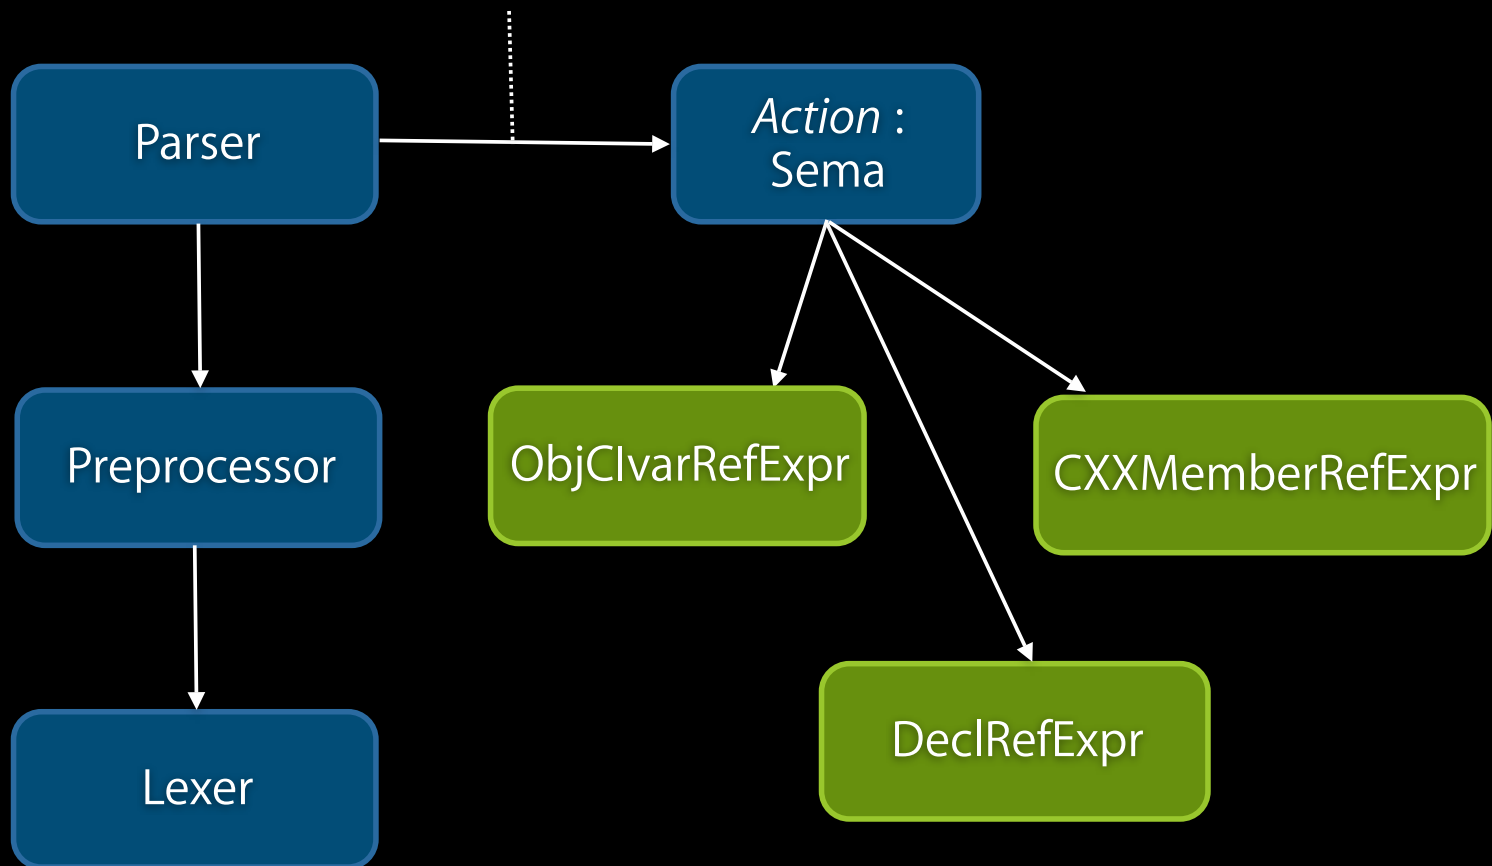 Parser
Action :
Sema
Preprocessor
ObjCIvarRefExpr
CXXMemberRefExpr
DeclRefExpr
Lexer